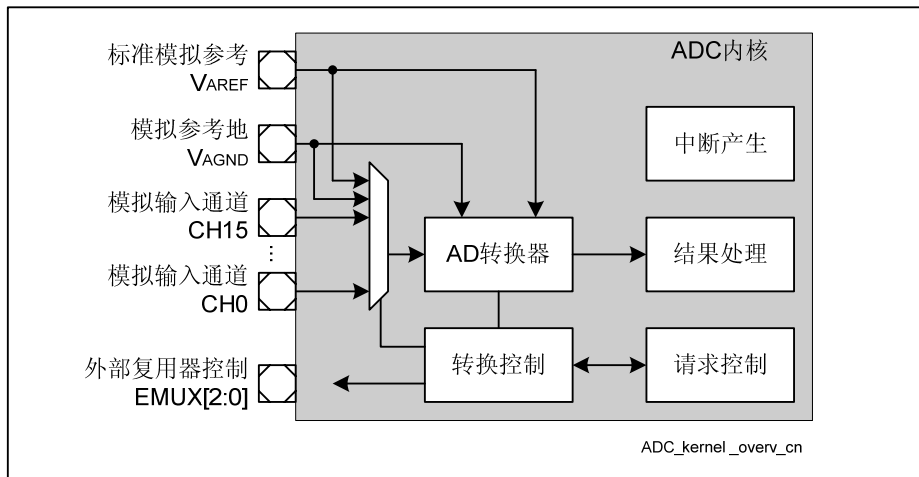 标准模拟参考
VAREF
模拟参考地
VAGND
模拟输入通道
CH15
⋮
模拟输入通道
CH0
外部复用器控制
EMUX[2:0]
ADC内核
中断产生
AD转换器
结果处理
转换控制
请求控制
ADC_kernel _overv_cn